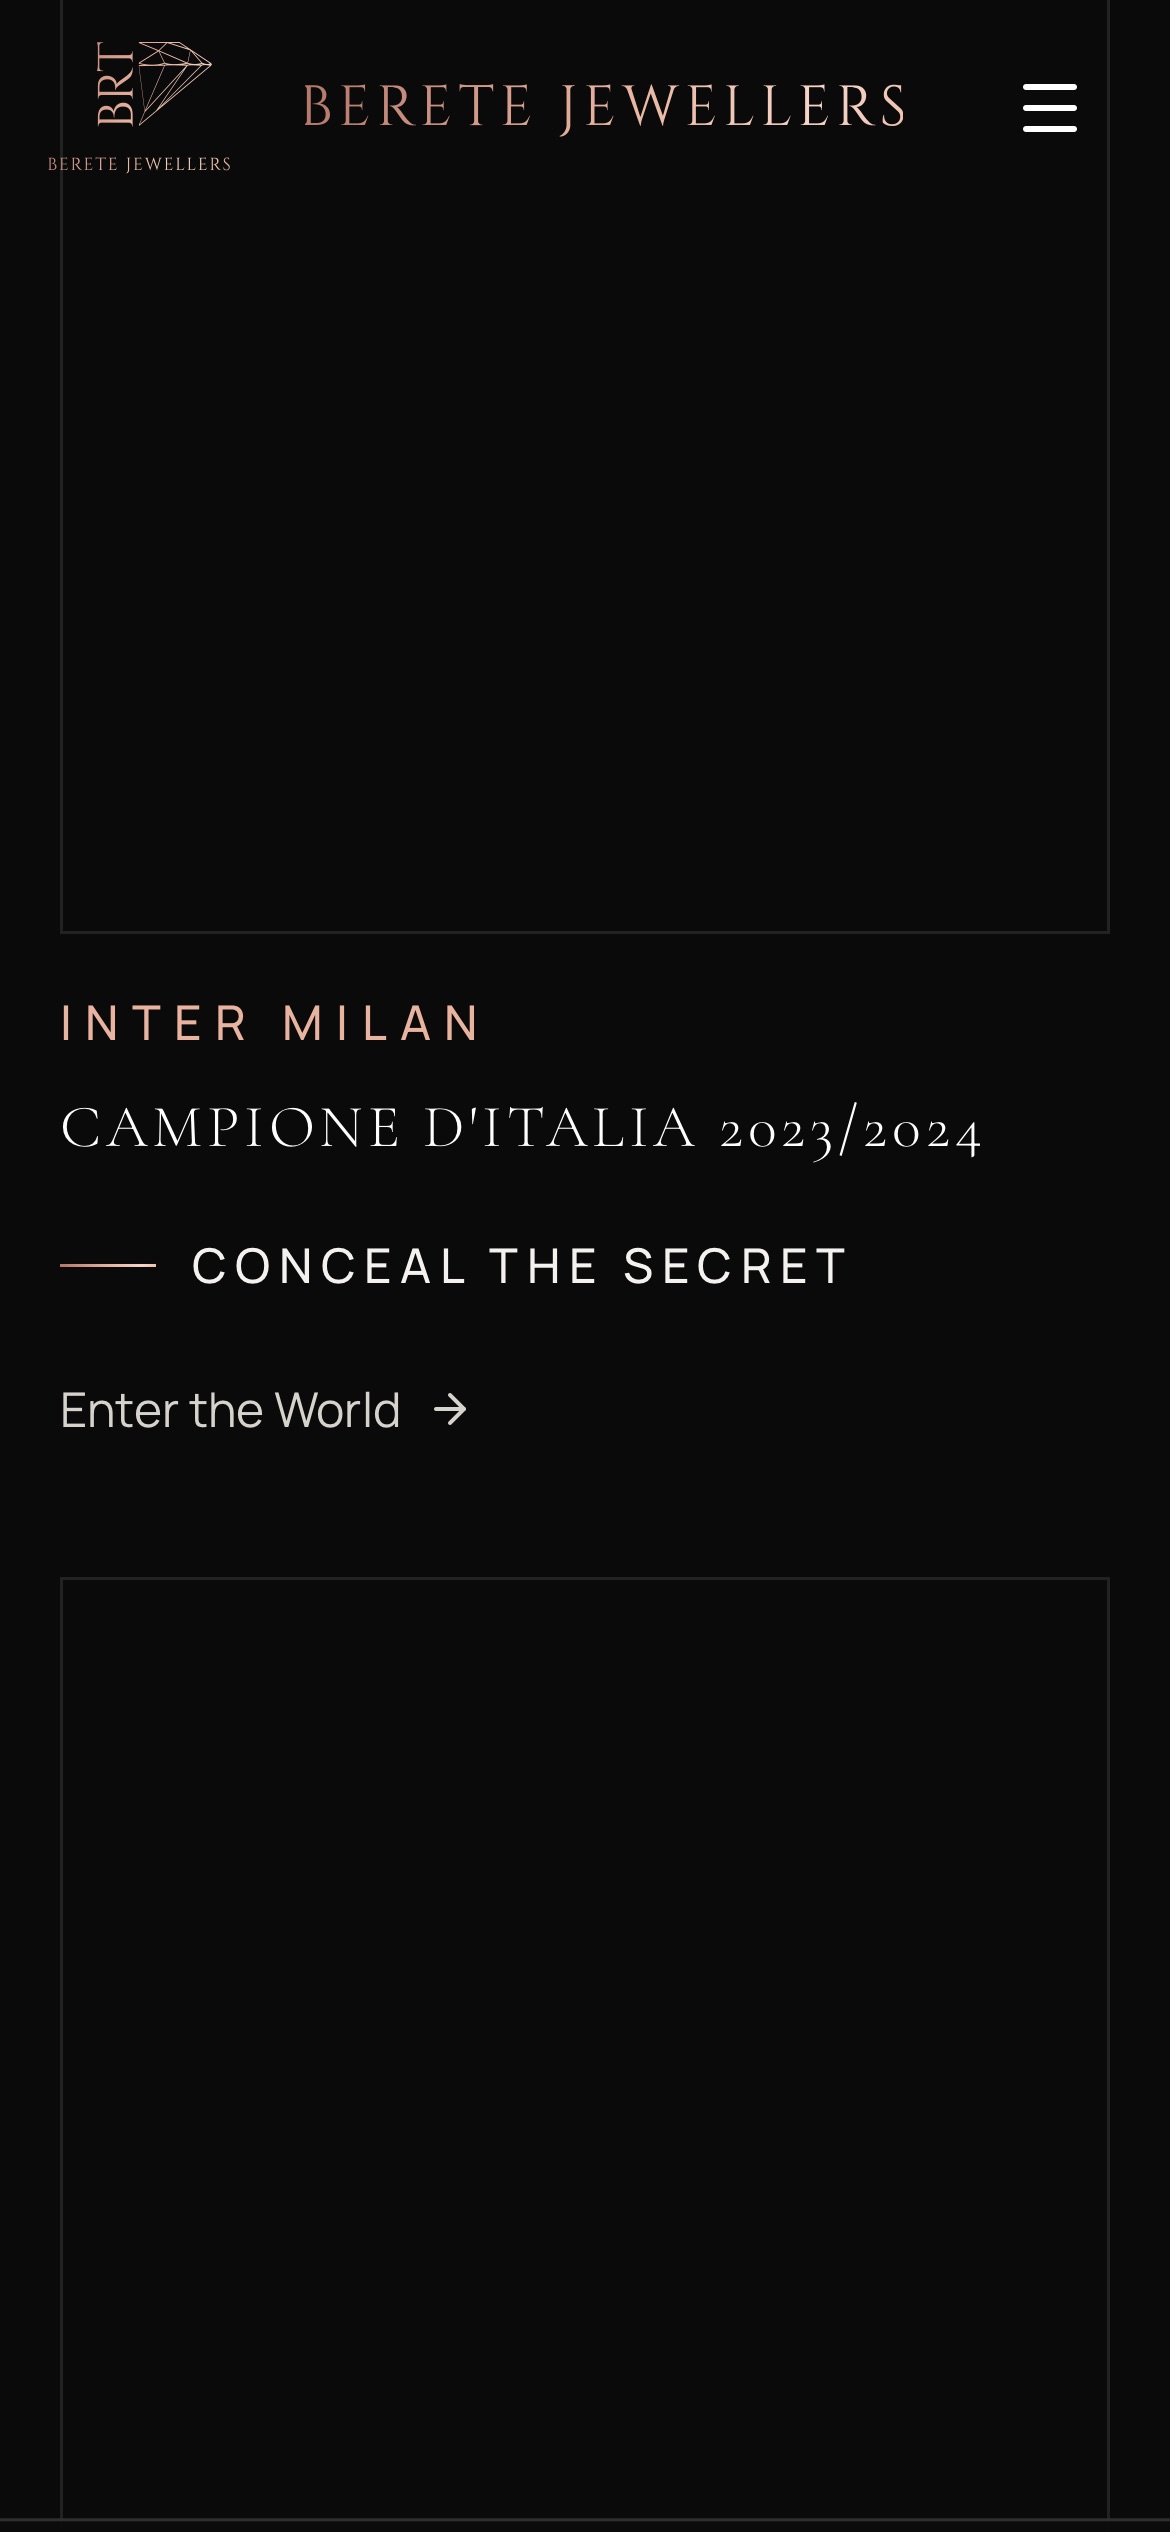 BRT
BERETE JEWELLERS
BERETE JEWELLERS
INTER MILAN
CAMPIONE D'ITALIA 2023/2024
CONCEAL THE SECRET
Enter the World →